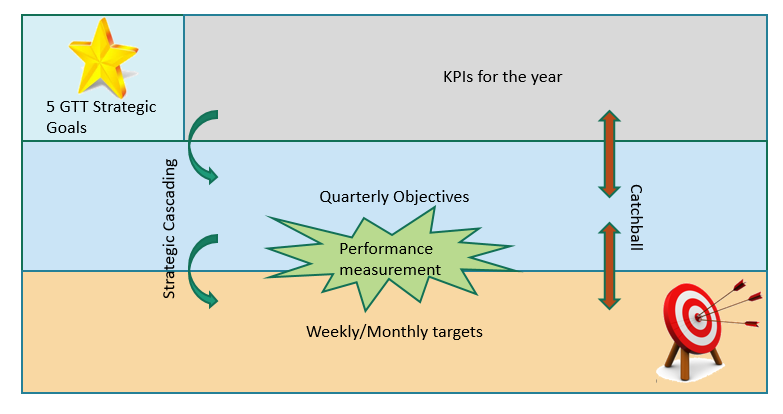 5 GTT Strategic
Goals
KPIs for the year
Strategic Cascading
Quarterly Objectives
Catchball
Performance
measurement
Weekly/Monthly targets